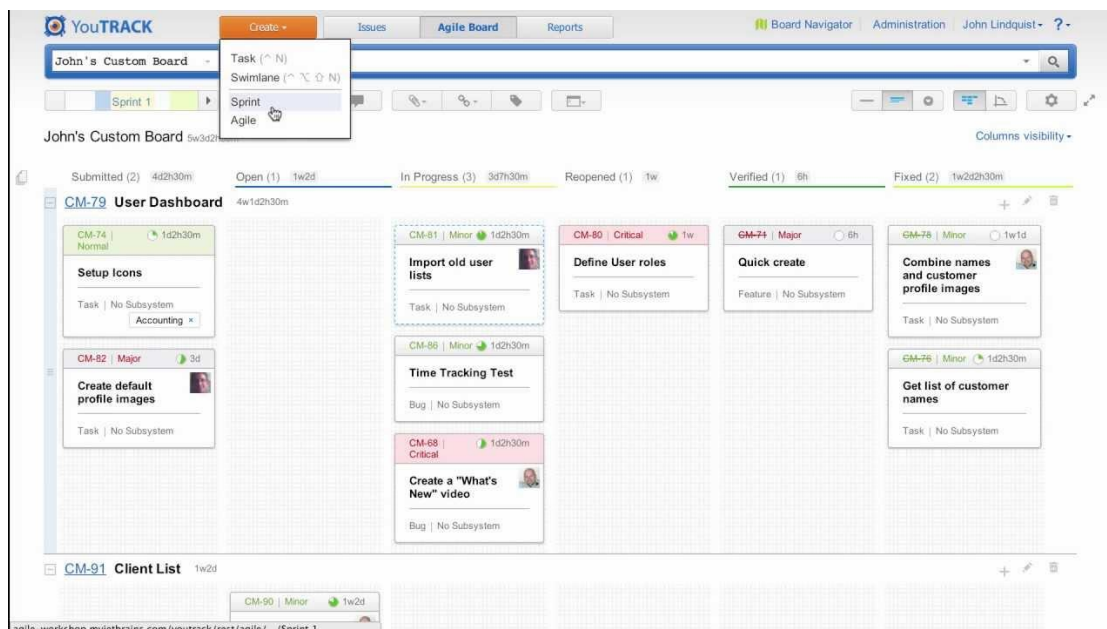 YouTRACK Create Issues Agile Board Reports Board Navigator Administration John Lindquist ?
John's Custom Board
Task (^ N)
Swimlane (^ ⌥ ⇧ N)
Sprint 1
Sprint
Agile
John's Custom Board 5w3d2h
Columns visibility
Submitted (2) 4d2h30m Open (1) 1w2d In Progress (3) 3d7h30m Reopened (1) 1w Verified (1) 6h Fixed (2) 1w2d2h30m
CM-79 User Dashboard 4w1d2h30m
CM-74 | Normal 1d2h30m
Setup Icons
Task | No Subsystem
Accounting ×
CM-82 | Major 3d
Create default
profile images
Task | No Subsystem
CM-81 | Minor 1d2h30m
Import old user
lists
Task | No Subsystem
CM-86 | Minor 1d2h30m
Time Tracking Test
Bug | No Subsystem
CM-68 | Critical 1d2h30m
Create a "What's
New" video
Bug | No Subsystem
CM-80 | Critical 1w
Define User roles
Task | No Subsystem
CM-71 | Major 6h
Quick create
Feature | No Subsystem
CM-78 | Minor 1w1d
Combine names
and customer
profile images
Task | No Subsystem
CM-76 | Minor 1d2h30m
Get list of customer
names
Task | No Subsystem
CM-91 Client List 1w2d
CM-90 | Minor 1w2d